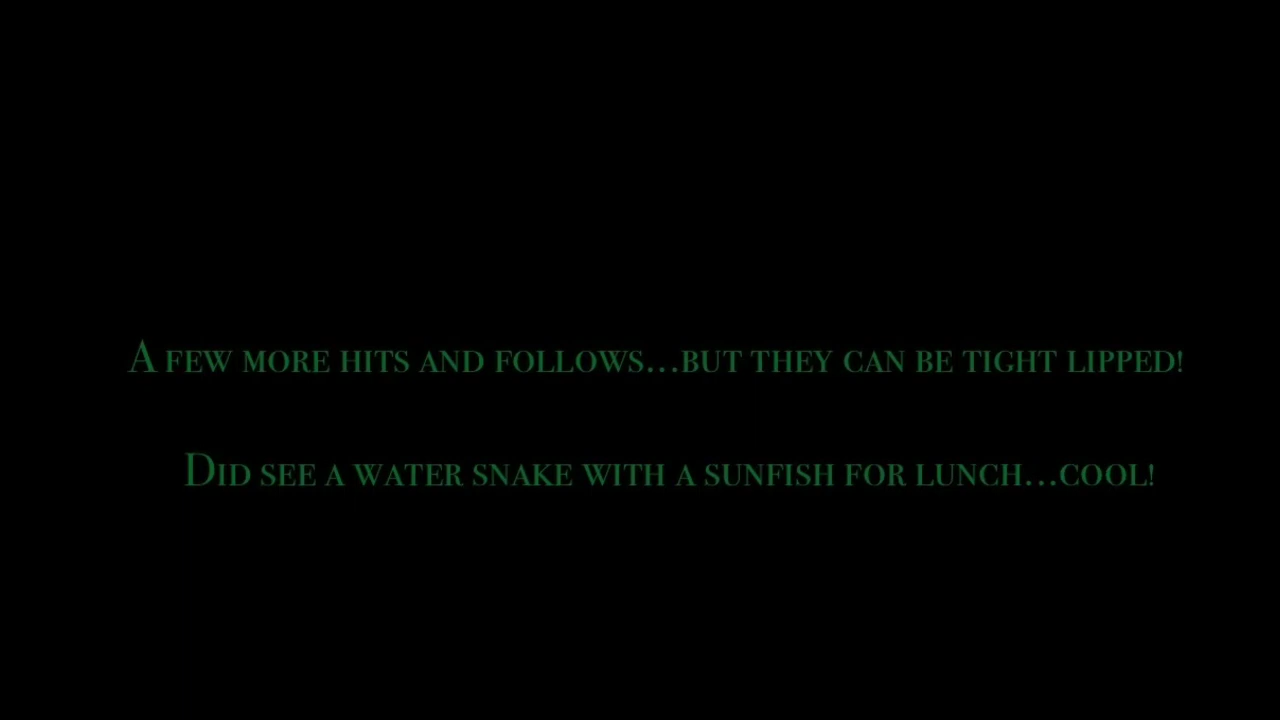 A few more hits and follows...but they can be tight lipped!
Did see a water snake with a sunfish for lunch...cool!